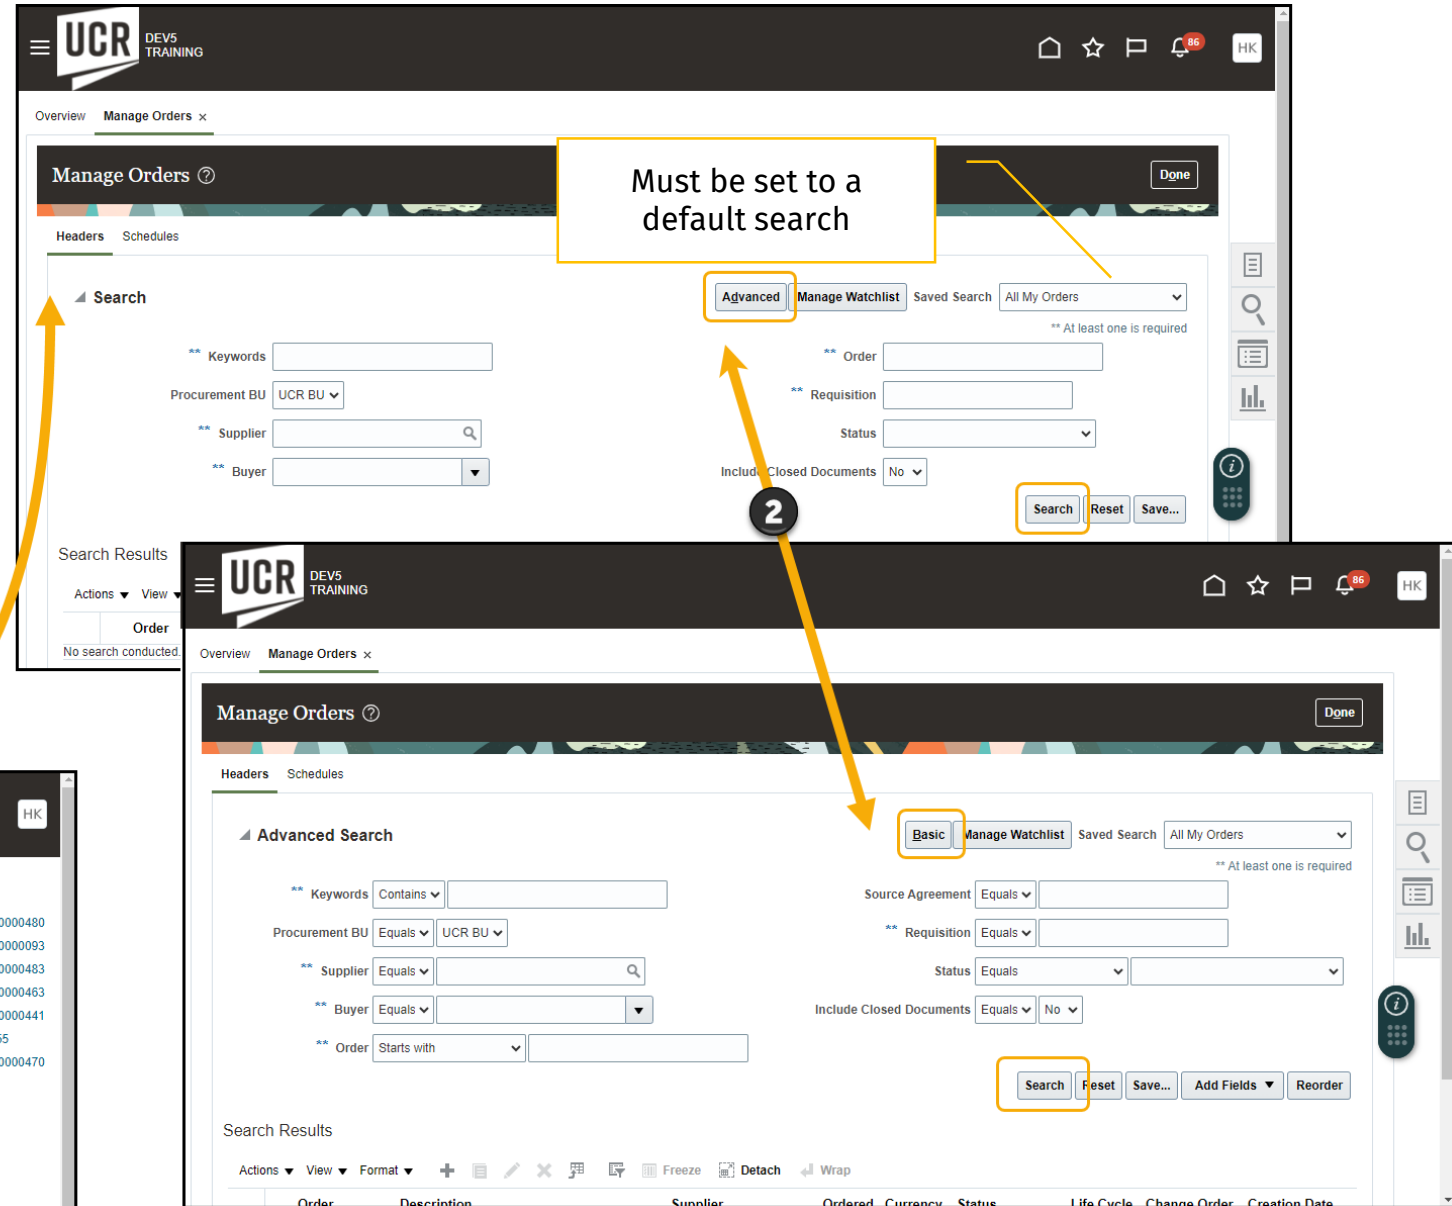 UCR DEV5 TRAINING
86
HK
Overview Manage Orders x
Must be set to a
default search
Manage Orders ?
Done
Headers Schedules
Search
Advanced Manage Watchlist Saved Search All My Orders
** At least one is required
** Keywords
** Order
Procurement BU UCR BU
** Requisition
** Supplier
Status
** Buyer
Include Closed Documents No
Search Reset Save...
2
Search Results
Actions View
Order
No search conducted.
UCR DEV5 TRAINING
86
HK
Overview Manage Orders x
Manage Orders ?
Done
Headers Schedules
Advanced Search
Basic Manage Watchlist Saved Search All My Orders
** At least one is required
** Keywords Contains
Source Agreement Equals
Procurement BU Equals UCR BU
** Requisition Equals
** Supplier Equals
Status Equals
** Buyer Equals
Include Closed Documents Equals No
** Order Starts with
Search Reset Save... Add Fields Reorder
Search Results
Actions View Format Freeze Detach Wrap
Order Description Supplier Ordered Currency Status Life Cycle Change Order Creation Date
HK
0000480
0000093
0000483
0000463
0000441
0000470